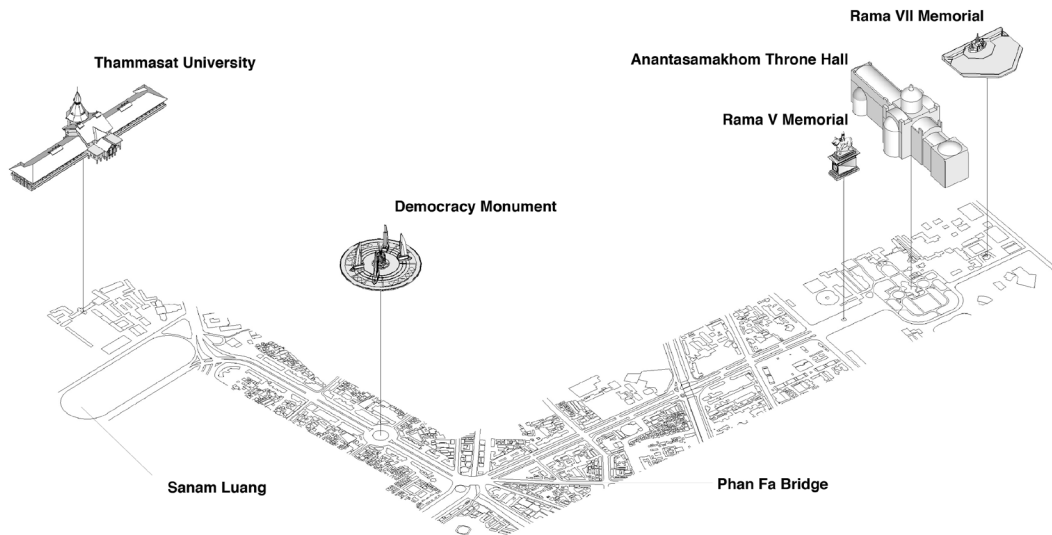 Rama VII Memorial
Thammasat University
Anantasamakhom Throne Hall
Rama V Memorial
Democracy Monument
Sanam Luang
Phan Fa Bridge